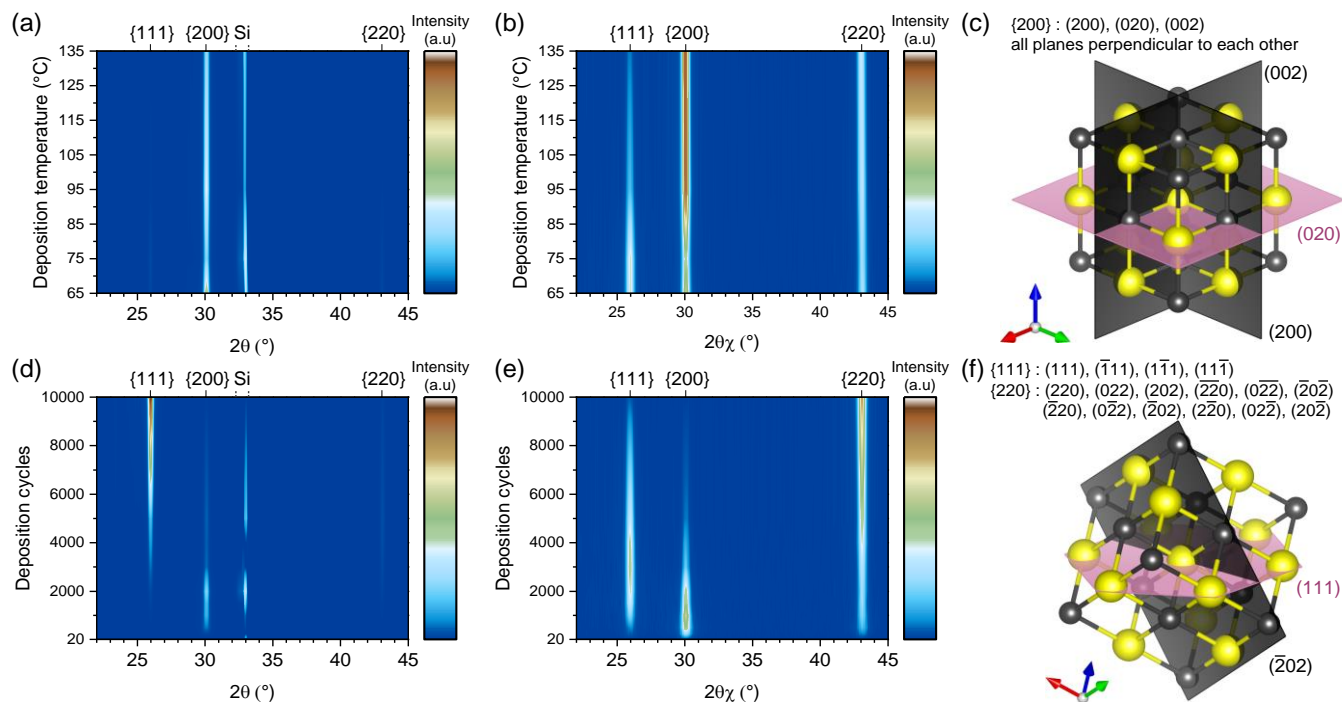 (a)
{111} {200} Si {220}
Intensity
(a.u)
Deposition temperature (°C)
135
125
115
105
95
85
75
65
25 30 35 40 45
2θ (°)
(b)
{111} {200} {220}
Intensity
(a.u)
Deposition temperature (°C)
135
125
115
105
95
85
75
65
25 30 35 40 45
2θχ (°)
(c)
{200} : (200), (020), (002)
all planes perpendicular to each other
(002)
(020)
(200)
(d)
{111} {200} Si {220}
Intensity
(a.u)
Deposition cycles
10000
8000
6000
4000
2000
20
25 30 35 40 45
2θ (°)
(e)
{111} {200} {220}
Intensity
(a.u)
Deposition cycles
10000
8000
6000
4000
2000
20
25 30 35 40 45
2θχ (°)
(f)
{111} : (111), (1̅11), (11̅1), (111̅)
{220} : (220), (022), (202), (2̅2̅0), (02̅2̅), (2̅02̅)
(2̅20), (02̅2), (2̅02), (22̅0), (022̅), (202̅)
(111)
(2̅02)